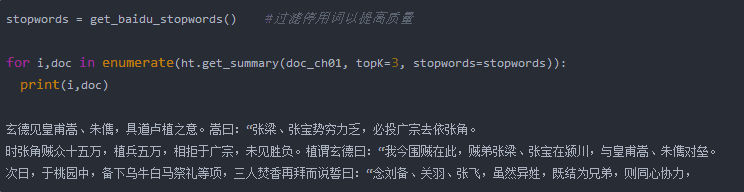 stopwords = get_baidu_stopwords()    #过滤停用词以提高质量
for i,doc in enumerate(ht.get_summary(doc_ch01, topK=3, stopwords=stopwords)):
  print(i,doc)
玄德见皇甫嵩、朱儁，具道卢植之意。嵩曰：“张梁、张宝势穷力乏，必投广宗去依张角。
时张角贼众十五万，植兵五万，相拒于广宗，未见胜负。植谓玄德曰：“我今围贼在此，贼弟张梁、张宝在颍川，与皇甫嵩、朱儁对垒。
次日，于桃园中，备下乌牛白马祭礼等项，三人焚香再拜而说誓曰：“念刘备、关羽、张飞，虽然异姓，既结为兄弟，则同心协力，